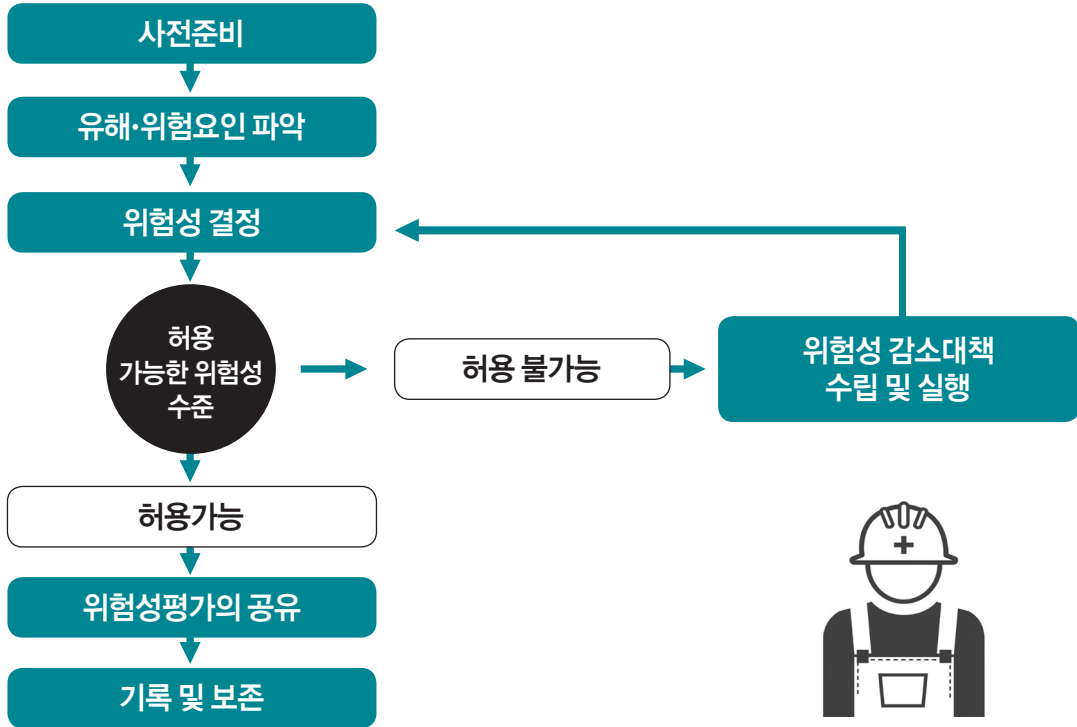 사전준비
유해·위험요인 파악
위험성 결정
허용
가능한 위험성
수준
허용 불가능
위험성 감소대책
수립 및 실행
허용가능
위험성평가의 공유
기록 및 보존